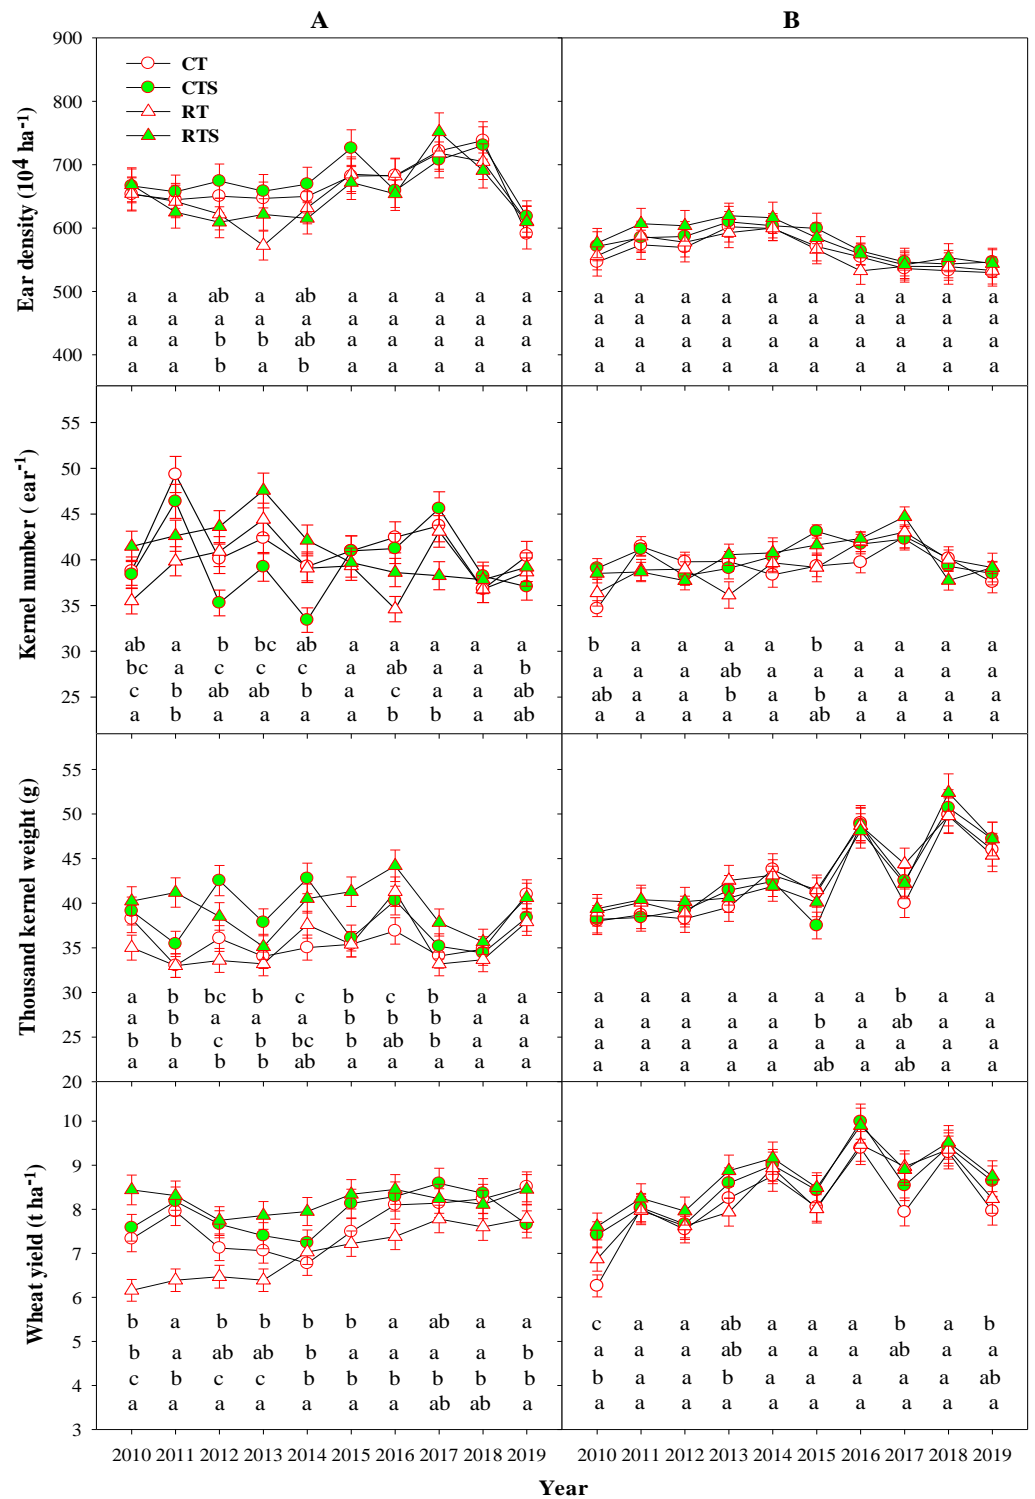 A B
Ear density (10⁴ ha⁻¹)
900
800
700
600
500
400
CT
CTS
RT
RTS
a a ab a ab a a a a a a a a a a a a a a a
a a a a a a a a a a a a a a a a a a a a
a a b b ab a a a a a a a a a a a a a a a
a a b a b a a a a a a a a a a a a a a a
Kernel number ( ear⁻¹)
55
50
45
40
35
30
25
ab a b bc ab a a a a a b a a a a b a a a a
bc a c c c a ab a a b a a a ab a a a a a a
c b ab ab b a c a a ab ab a a b a b a a a a
a b a a a a b b a ab a a a a a ab a a a a
Thousand kernel weight (g)
55
50
45
40
35
30
25
20
a b bc b c b c b a a a a a a a a a b a a
a b a a a b b b a a a a a a a b a ab a a
b b c b bc b ab b a a a a a a a a a a a a
a a b b ab a a a a a a a a a a ab a ab a a
Wheat yield (t ha⁻¹)
10
9
8
7
6
5
4
3
b a b b b b a ab a a c a a ab a a a b a b
b a ab ab b a a a a b a a a ab a a a ab a a
c b c c b b b b b b b a a b a a a a a ab
a a a a a a a ab ab a a a a a a a a a a a
2010 2011 2012 2013 2014 2015 2016 2017 2018 2019 2010 2011 2012 2013 2014 2015 2016 2017 2018 2019
Year